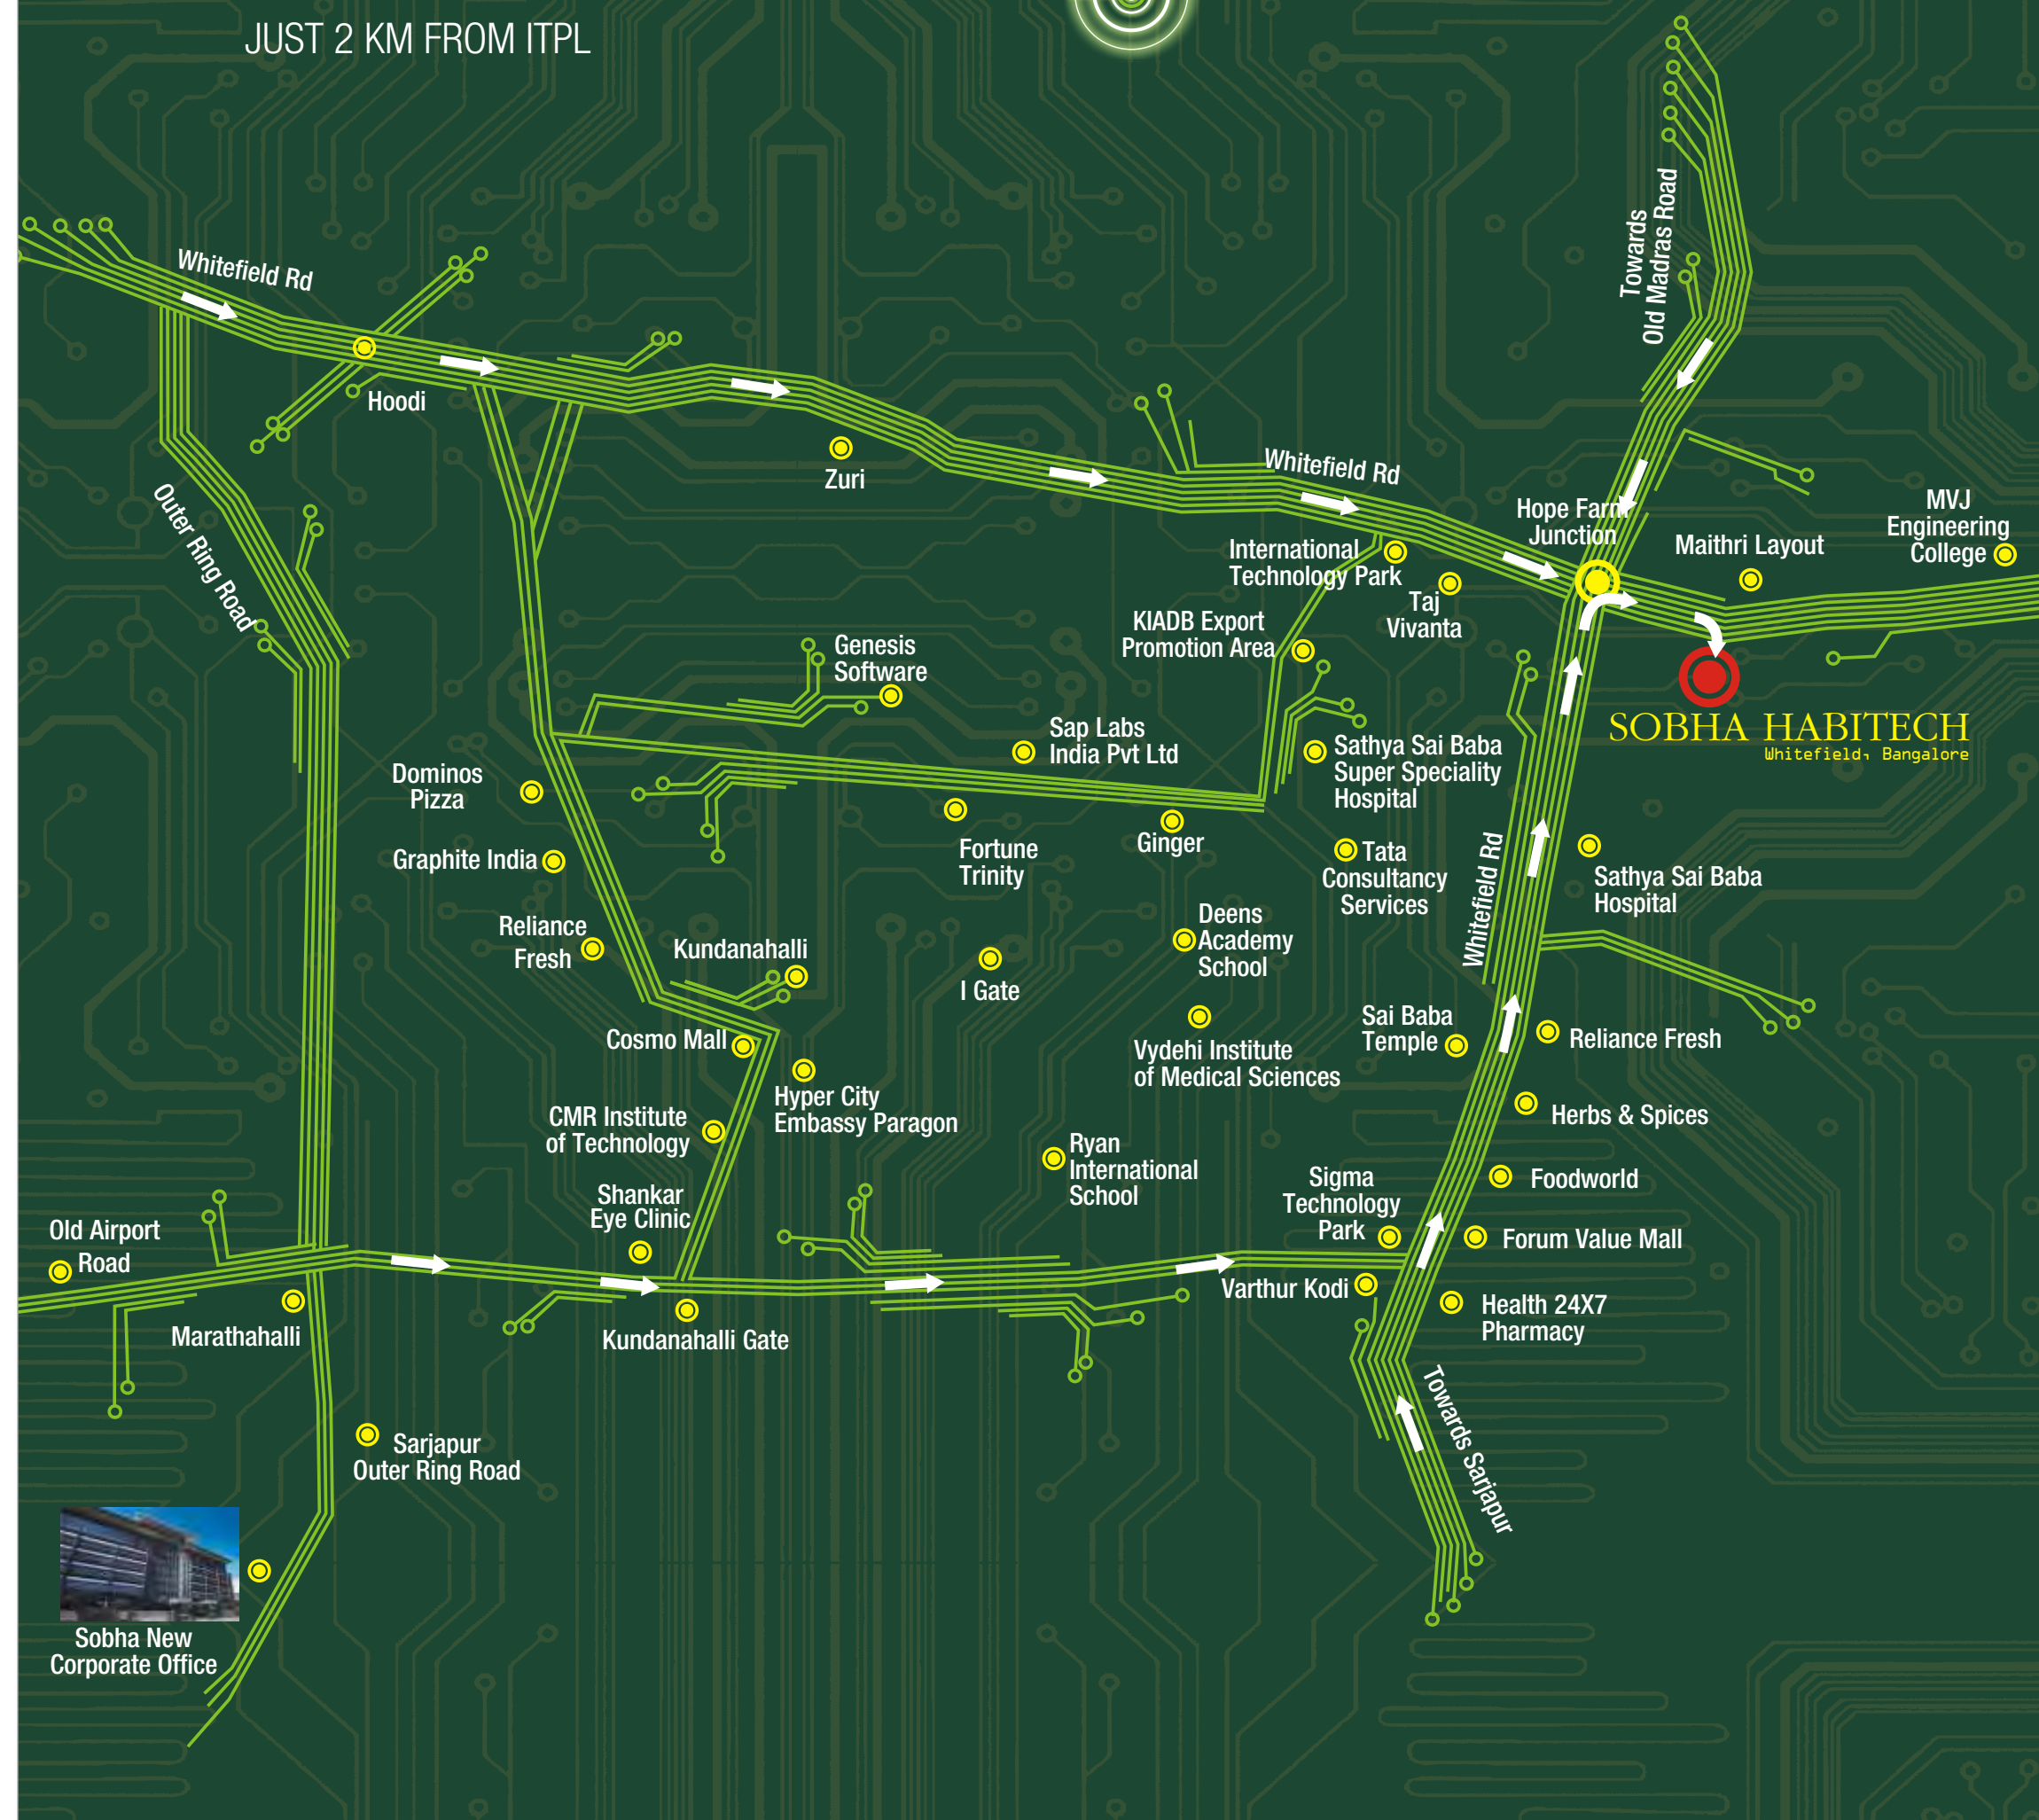 JUST 2 KM FROM ITPL
Towards
Old Madras Road
Whitefield Rd
Hoodi
Zuri
Whitefield Rd
Outer Ring Road
Hope Farm
Junction
MVJ
Engineering
College
Maithri Layout
International
Technology Park
Taj
Vivanta
KIADB Export
Promotion Area
Genesis
Software
SOBHA HABITECH
Whitefield, Bangalore
Sap Labs
India Pvt Ltd
Sathya Sai Baba
Super Speciality
Hospital
Dominos
Pizza
Fortune
Trinity
Ginger
Tata
Consultancy
Services
Whitefield Rd
Sathya Sai Baba
Hospital
Graphite India
Reliance
Fresh
Kundanahalli
I Gate
Deens
Academy
School
Cosmo Mall
Vydehi Institute
of Medical Sciences
Sai Baba
Temple
Reliance Fresh
Hyper City
Embassy Paragon
CMR Institute
of Technology
Herbs & Spices
Ryan
International
School
Sigma
Technology
Park
Foodworld
Shankar
Eye Clinic
Old Airport
Road
Forum Value Mall
Varthur Kodi
Health 24X7
Pharmacy
Marathahalli
Kundanahalli Gate
Towards Sarjapur
Sarjapur
Outer Ring Road
Sobha New
Corporate Office